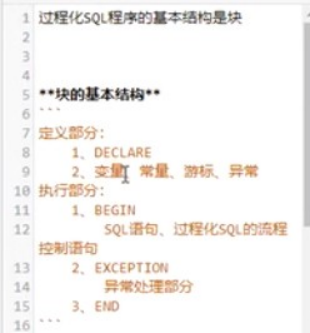 1 过程化SQL程序的基本结构是块
2
3
4
5 **块的基本结构**
6 ```
7 定义部分：
8 1、DECLARE
9 2、变量、常量、游标、异常
10 执行部分：
11 1、BEGIN
12 SQL语句、过程化SQL的流程
控制语句
13 2、EXCEPTION
14 异常处理部分
15 3、END
16 ```